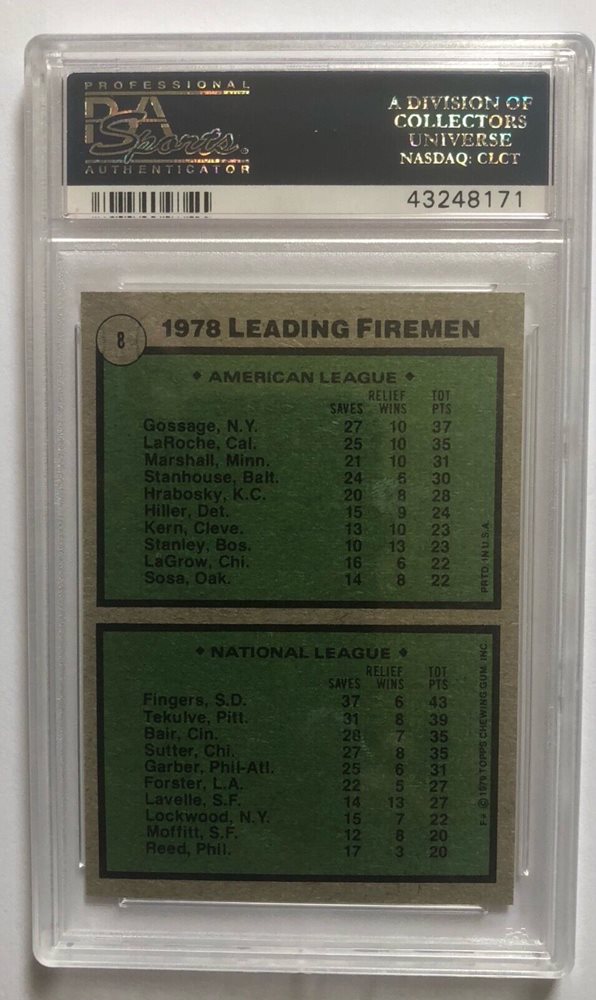 PROFESSIONAL
PSA
Sports.
AUTHENTICATOR
A DIVISION OF
COLLECTORS
UNIVERSE
NASDAQ: CLCT
43248171
8
1978 LEADING FIREMEN
AMERICAN LEAGUE
SAVES RELIEF WINS TOT PTS
Gossage, N.Y. 27 10 37
LaRoche, Cal. 25 10 35
Marshall, Minn. 21 10 31
Stanhouse, Balt. 24 6 30
Hrabosky, K.C. 20 8 28
Hiller, Det. 15 9 24
Kern, Cleve. 13 10 23
Stanley, Bos. 10 13 23
LaGrow, Chi. 16 6 22
Sosa, Oak. 14 8 22
PRTD. IN U.S.A.
NATIONAL LEAGUE
SAVES RELIEF WINS TOT PTS
Fingers, S.D. 37 6 43
Tekulve, Pitt. 31 8 39
Bair, Cin. 28 7 35
Sutter, Chi. 27 8 35
Garber, Phil-Atl. 25 6 31
Forster, L.A. 22 5 27
Lavelle, S.F. 14 13 27
Lockwood, N.Y. 15 7 22
Moffitt, S.F. 12 8 20
Reed, Phil. 17 3 20
© 1979 TOPPS CHEWING GUM, INC.